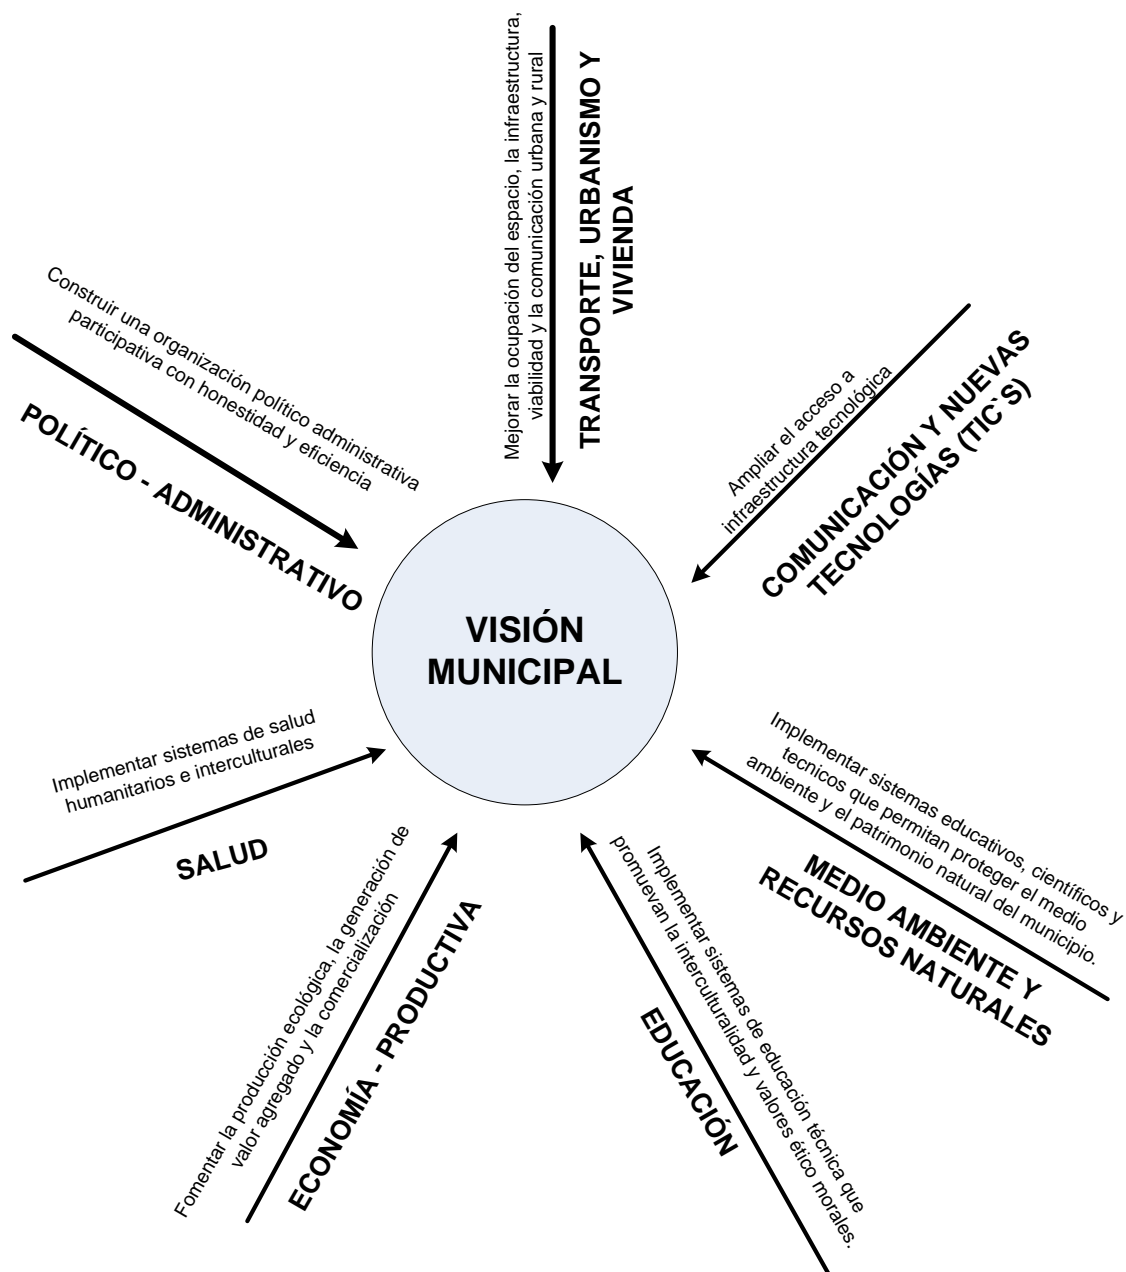 Mejorar la ocupación del espacio, la infraestructura,
viabilidad y la comunicación urbana y rural
TRANSPORTE, URBANISMO Y
VIVIENDA
Ampliar el acceso a
infraestructura tecnológica
COMUNICACIÓN Y NUEVAS
TECNOLOGÍAS (TIC`S)
Construir una organización político administrativa
participativa con honestidad y eficiencia
POLÍTICO - ADMINISTRATIVO
VISIÓN
MUNICIPAL
Implementar sistemas de salud
humanitarios e interculturales
SALUD
Implementar sistemas educativos, científicos y
tecnicos que permitan proteger el medio
ambiente y el patrimonio natural del municipio.
MEDIO AMBIENTE Y
RECURSOS NATURALES
Fomentar la producción ecológica, la generación de
valor agregado y la comercialización
ECONOMÍA - PRODUCTIVA
Implementar sistemas de educación técnica que
promuevan la interculturalidad y valores ético morales.
EDUCACIÓN